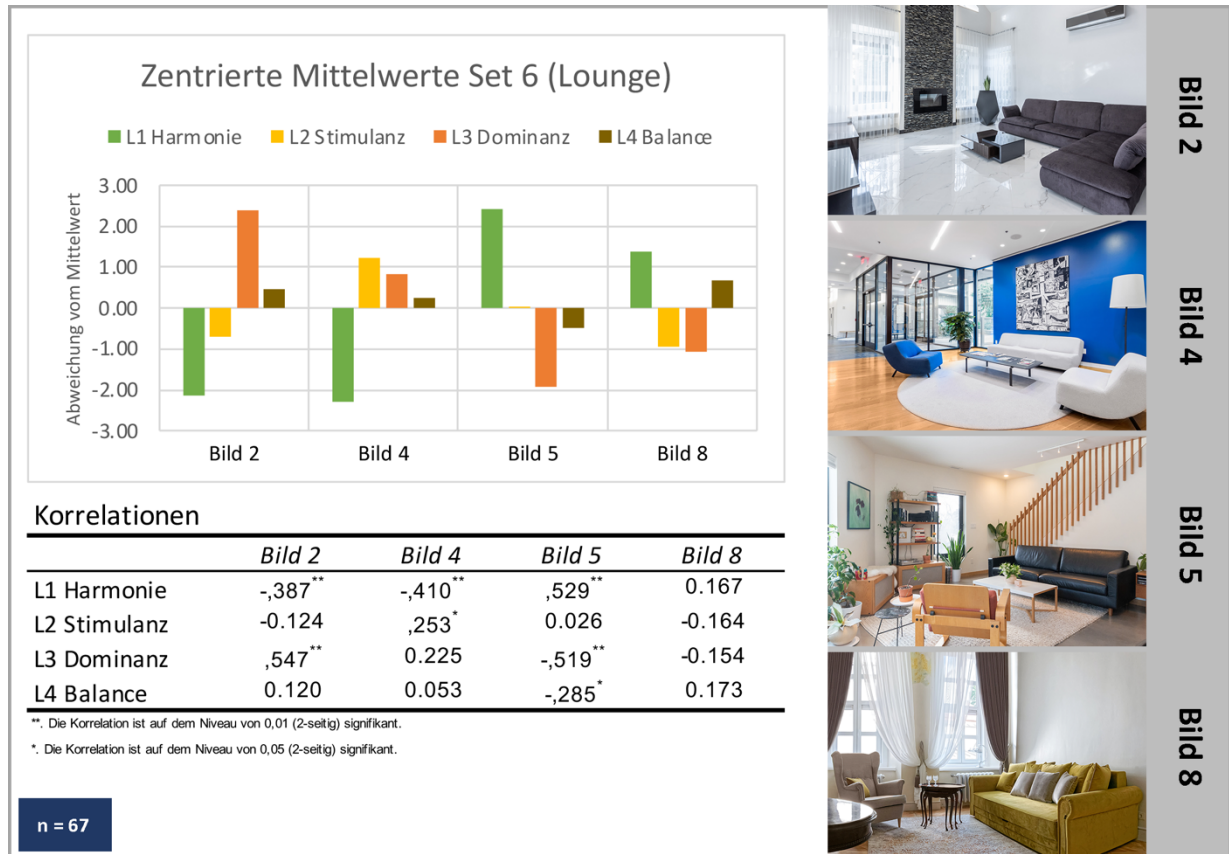 Zentrierte Mittelwerte Set 6 (Lounge)
L1 Harmonie L2 Stimulanz L3 Dominanz L4 Balance
Abweichung vom Mittelwert
3.00
2.00
1.00
0.00
-1.00
-2.00
-3.00
Bild 2 Bild 4 Bild 5 Bild 8
Korrelationen
Bild 2 Bild 4 Bild 5 Bild 8
L1 Harmonie -,387** -,410** ,529** 0.167
L2 Stimulanz -0.124 ,253* 0.026 -0.164
L3 Dominanz ,547** 0.225 -,519** -0.154
L4 Balance 0.120 0.053 -,285* 0.173
**. Die Korrelation ist auf dem Niveau von 0,01 (2-seitig) signifikant.
*. Die Korrelation ist auf dem Niveau von 0,05 (2-seitig) signifikant.
n = 67
Bild 2
Bild 4
Bild 5
Bild 8